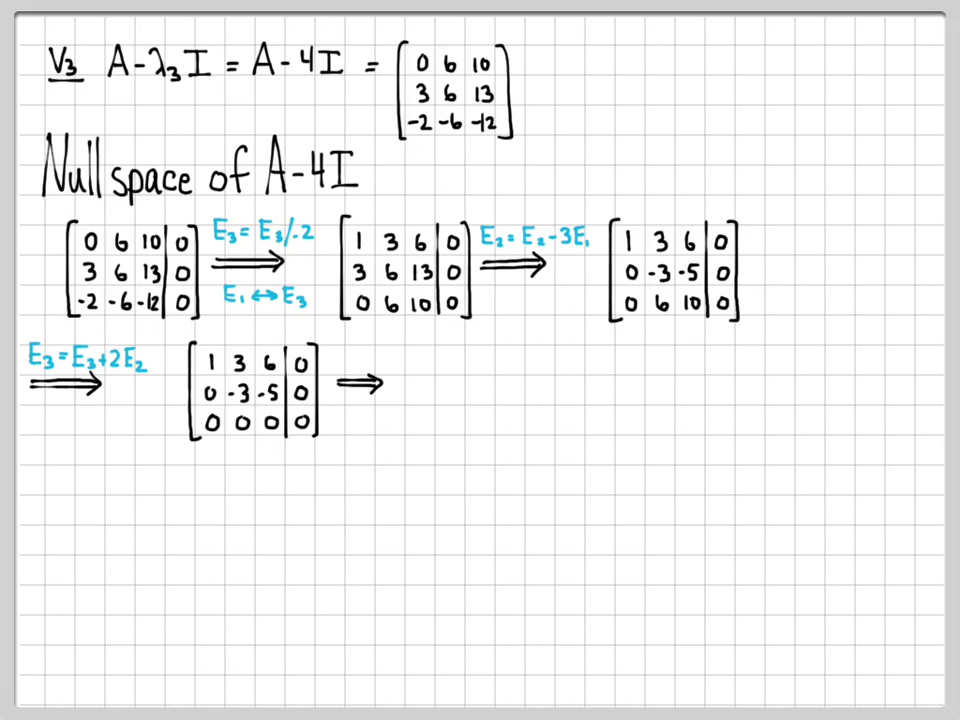 V₃ A-λ₃I = A-4I = [0 6 10
3 6 13
-2 -6 -12]
Null space of A-4I
[0 6 10 | 0
3 6 13 | 0
-2 -6 -12 | 0]
E₃ = E₃/-2
⟹
E₁ ↔ E₃
[1 3 6 | 0
3 6 13 | 0
0 6 10 | 0]
E₂ = E₂-3E₁
⟹
[1 3 6 | 0
0 -3 -5 | 0
0 6 10 | 0]
E₃ = E₃+2E₂
⟹
[1 3 6 | 0
0 -3 -5 | 0
0 0 0 | 0]
⟹